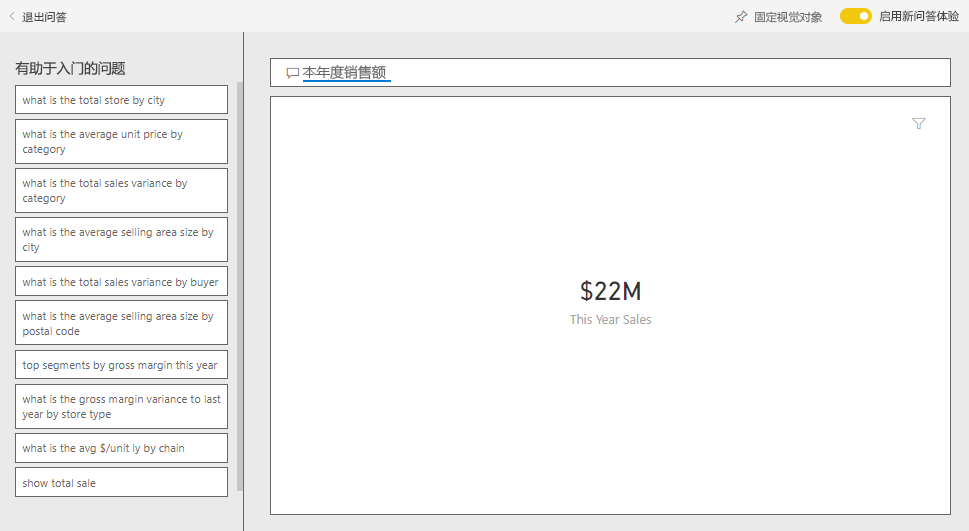 退出问答
固定视觉对象
启用新问答体验
有助于入门的问题
what is the total store by city
what is the average unit price by
category
what is the total sales variance by
category
what is the average selling area size by
city
what is the total sales variance by buyer
what is the average selling area size by
postal code
top segments by gross margin this year
what is the gross margin variance to last
year by store type
what is the avg $/unit ly by chain
show total sale
本年度销售额
$22M
This Year Sales